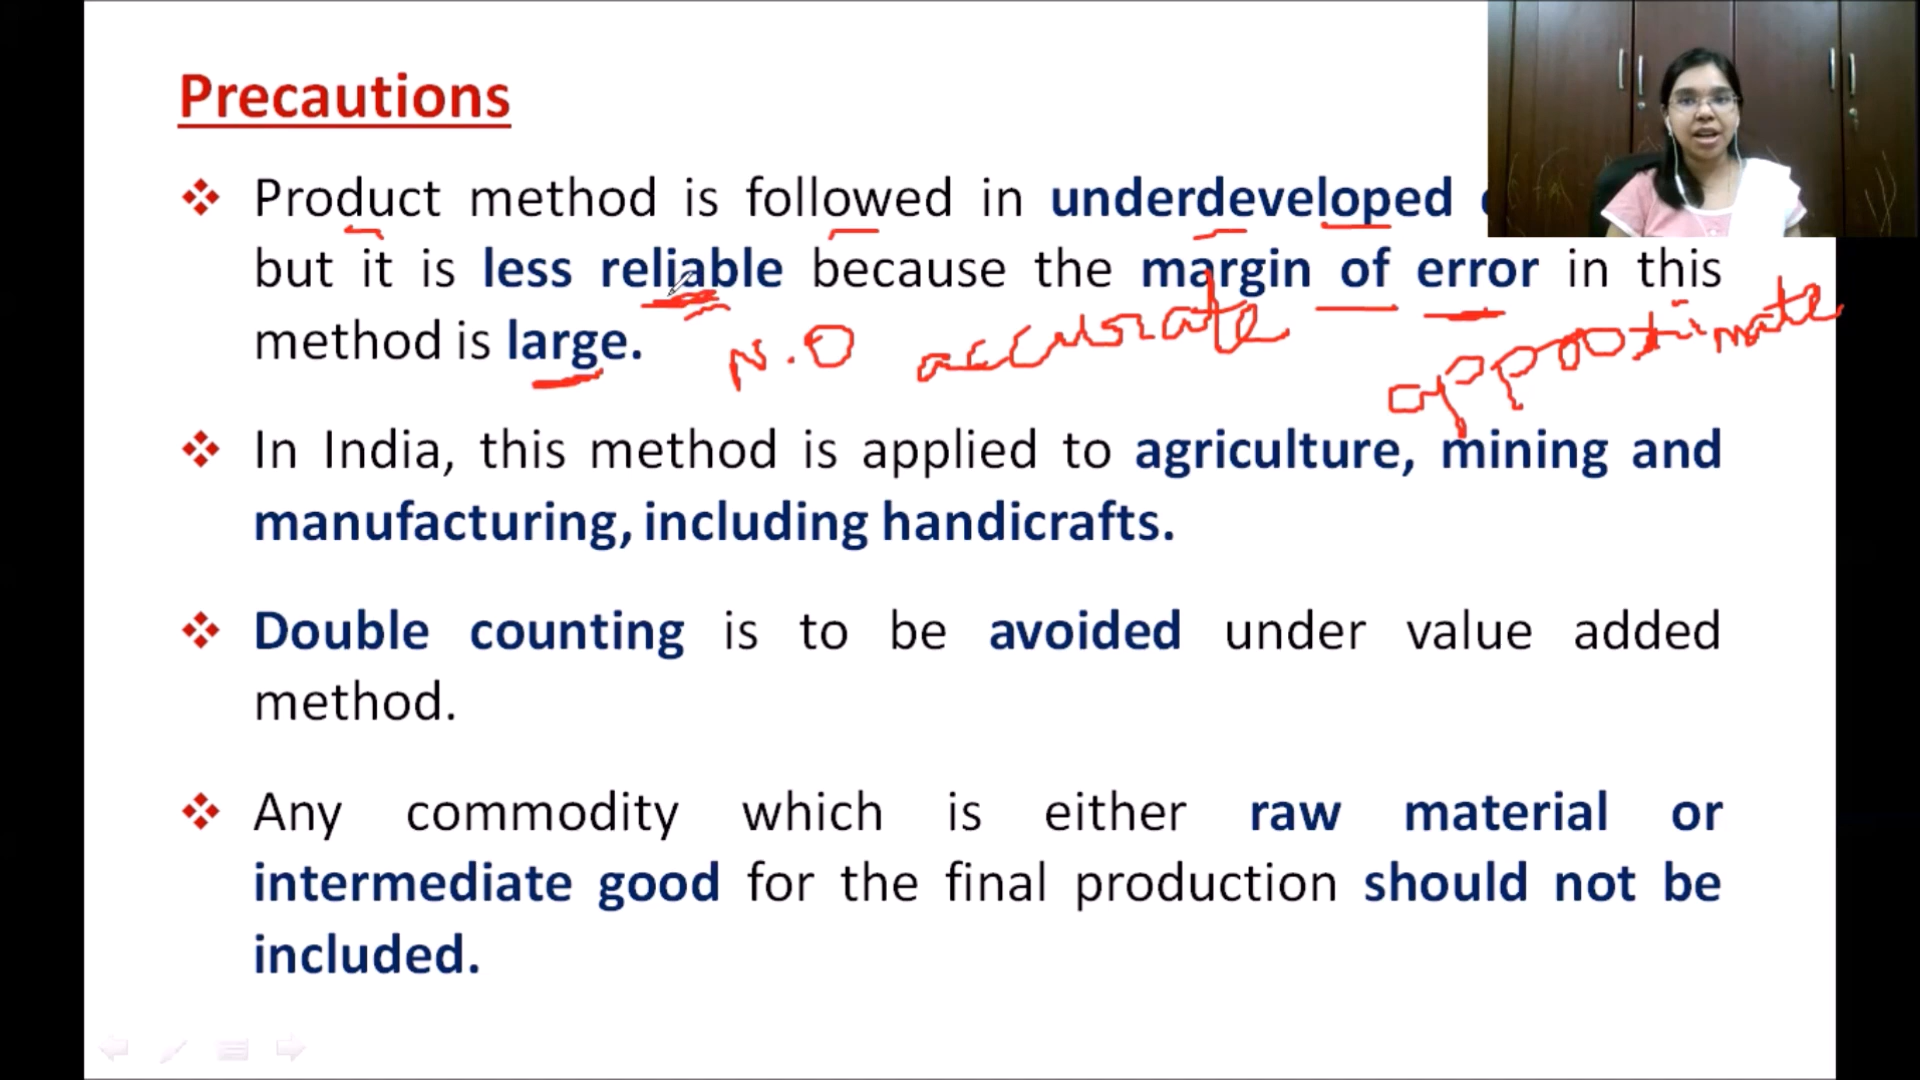 Precautions
Product method is followed in underdeveloped
but it is less reliable because the margin of error in this
method is large.
N.O accurate approximate
In India, this method is applied to agriculture, mining and
manufacturing, including handicrafts.
Double counting is to be avoided under value added
method.
Any commodity which is either raw material or
intermediate good for the final production should not be
included.